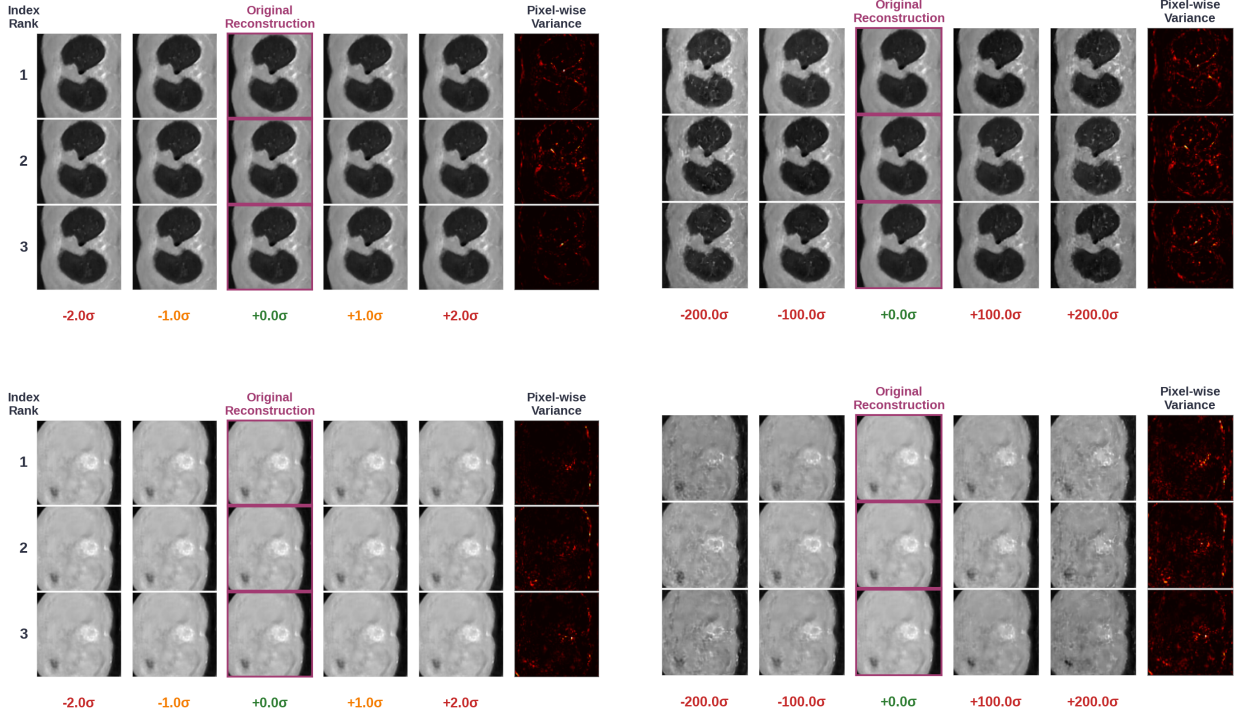 Index
Rank
Original
Reconstruction
Pixel-wise
Variance
1
2
3
-2.0σ -1.0σ +0.0σ +1.0σ +2.0σ
Original
Reconstruction
Pixel-wise
Variance
-200.0σ -100.0σ +0.0σ +100.0σ +200.0σ
Index
Rank
Original
Reconstruction
Pixel-wise
Variance
1
2
3
-2.0σ -1.0σ +0.0σ +1.0σ +2.0σ
Original
Reconstruction
Pixel-wise
Variance
-200.0σ -100.0σ +0.0σ +100.0σ +200.0σ